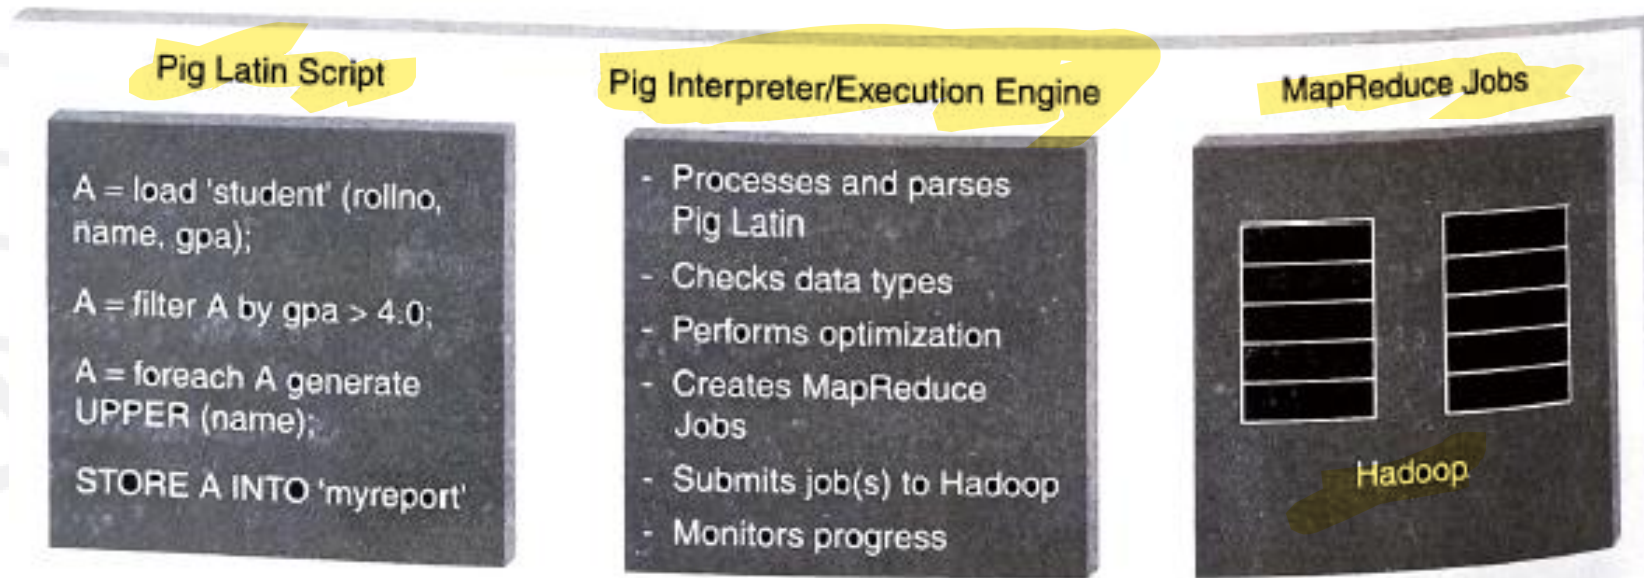 Pig Latin Script
A = load 'student' (rollno,
name, gpa);
A = filter A by gpa > 4.0;
A = foreach A generate
UPPER (name);
STORE A INTO 'myreport'
Pig Interpreter/Execution Engine
- Processes and parses
Pig Latin
- Checks data types
- Performs optimization
- Creates MapReduce
Jobs
- Submits job(s) to Hadoop
- Monitors progress
MapReduce Jobs
Hadoop